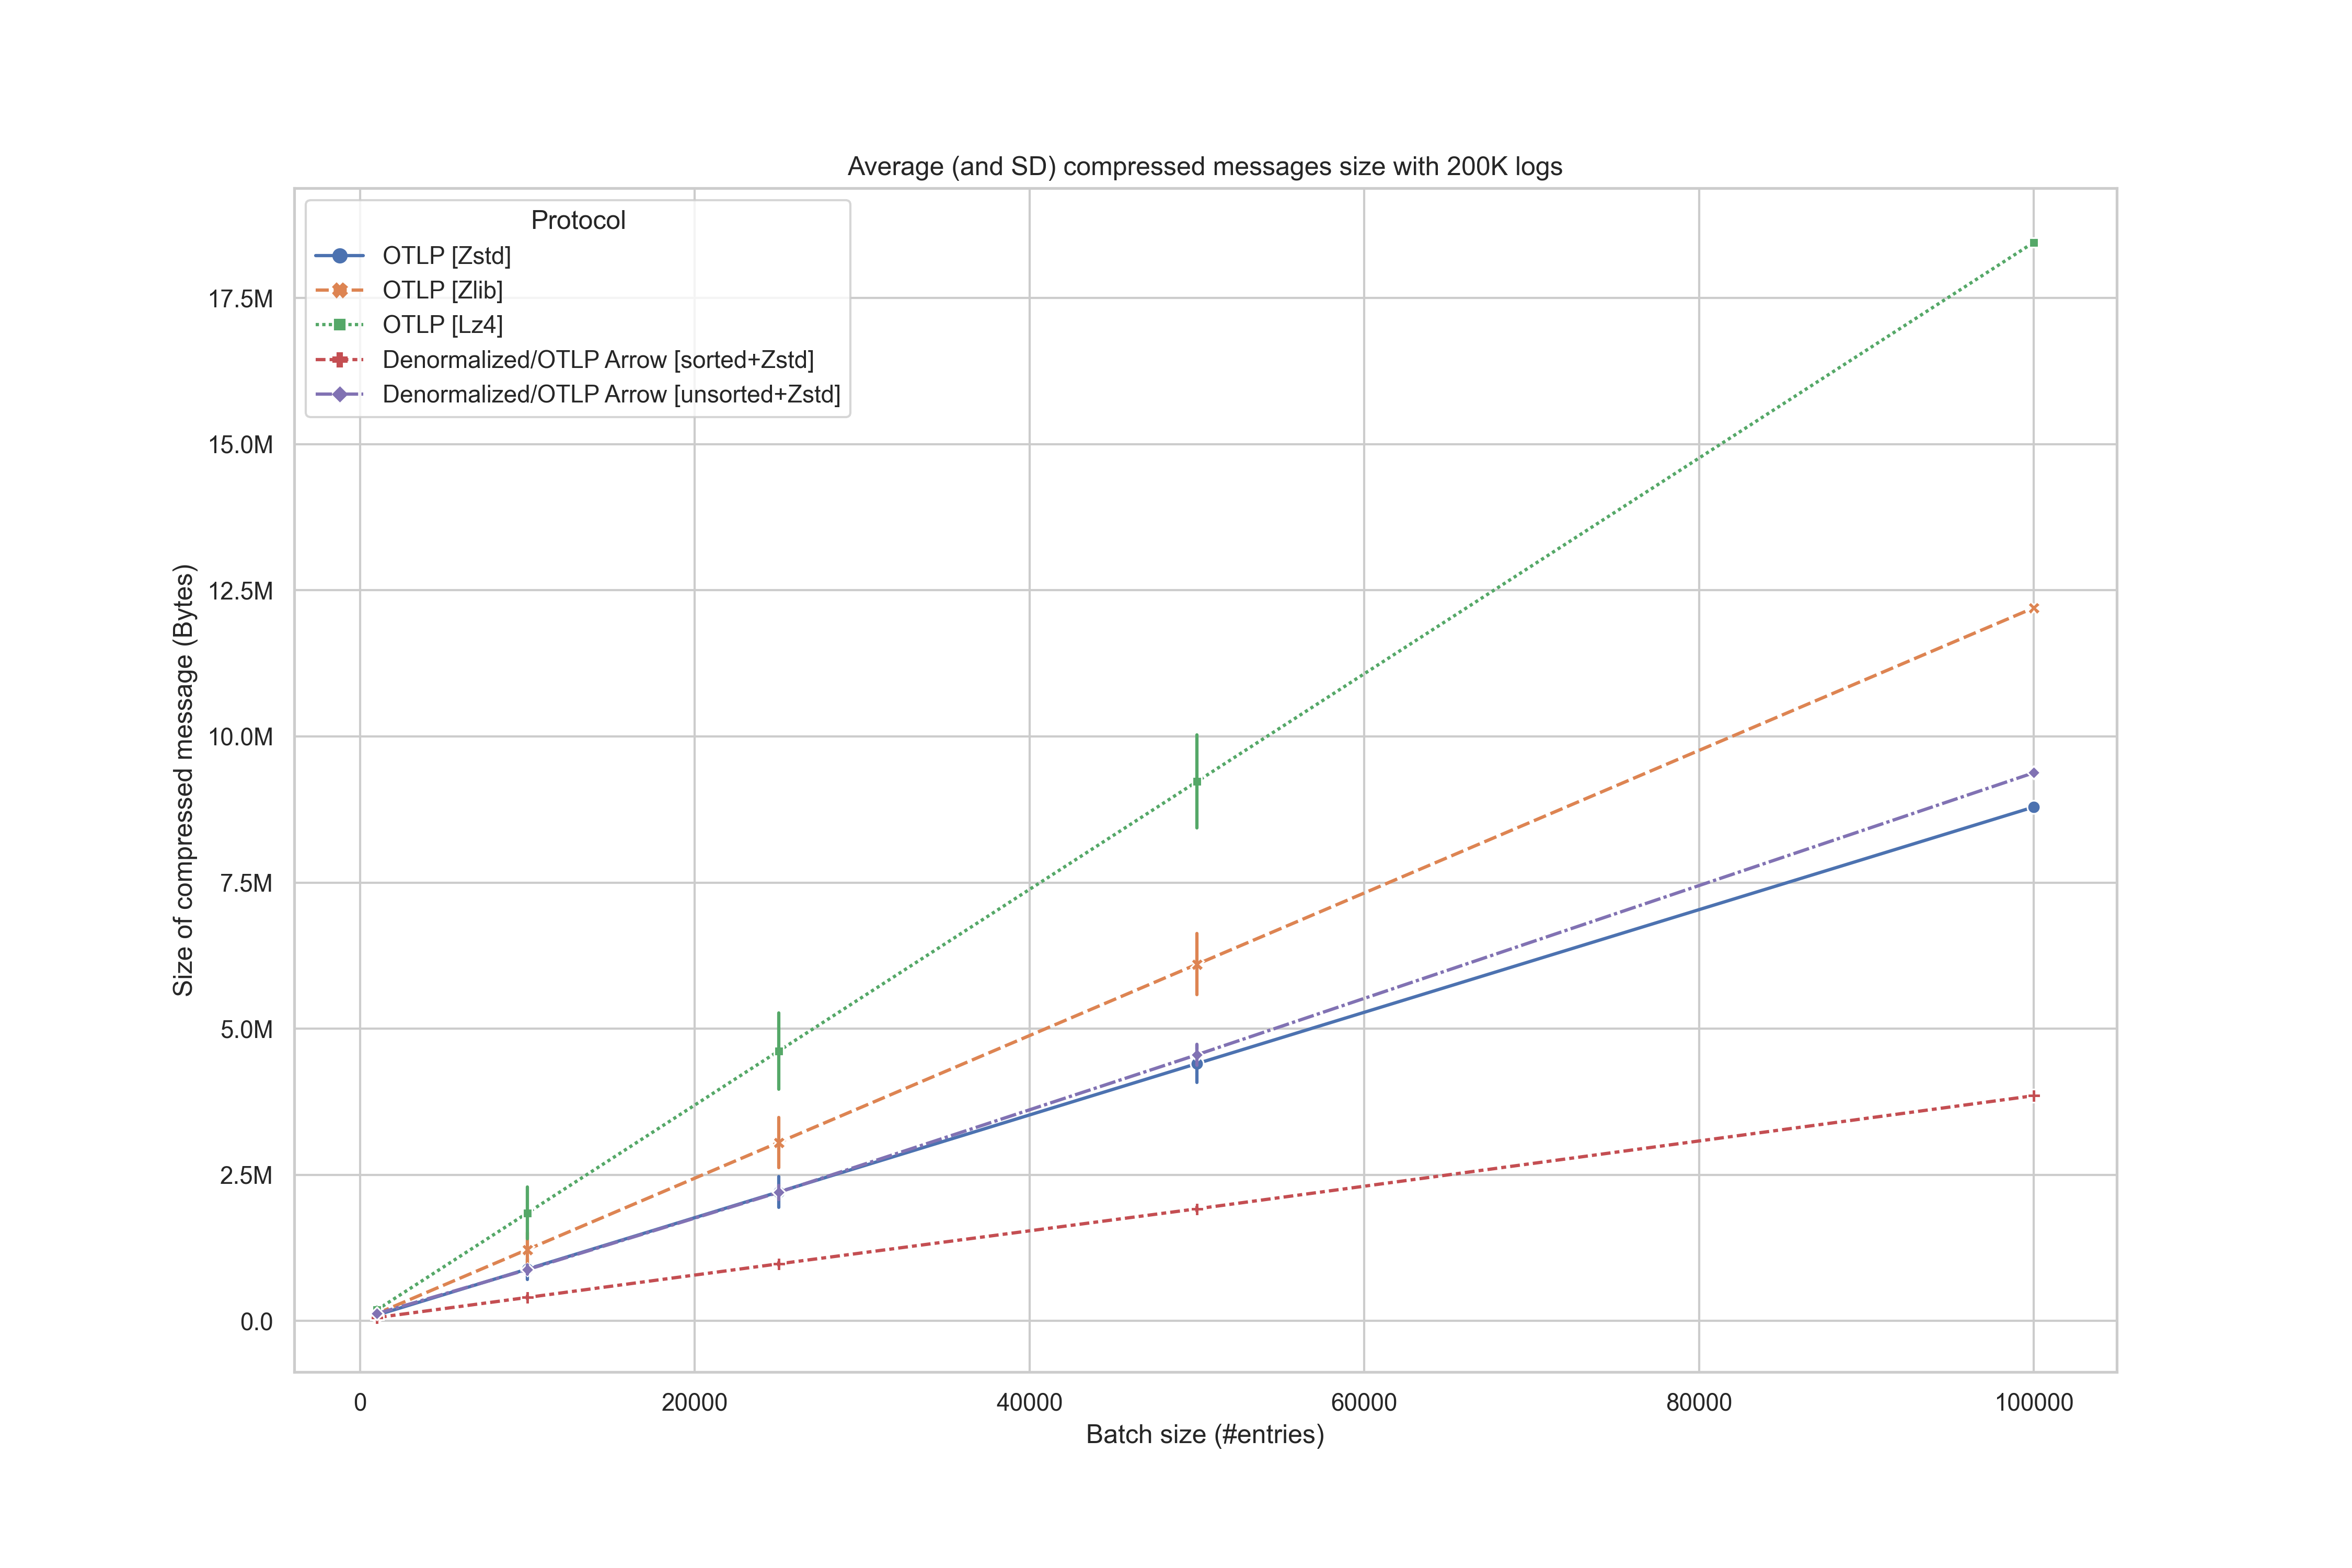 Average (and SD) compressed messages size with 200K logs
Protocol
OTLP [Zstd]
OTLP [Zlib]
OTLP [Lz4]
Denormalized/OTLP Arrow [sorted+Zstd]
Denormalized/OTLP Arrow [unsorted+Zstd]
Size of compressed message (Bytes)
17.5M
15.0M
12.5M
10.0M
7.5M
5.0M
2.5M
0.0
0 20000 40000 60000 80000 100000
Batch size (#entries)